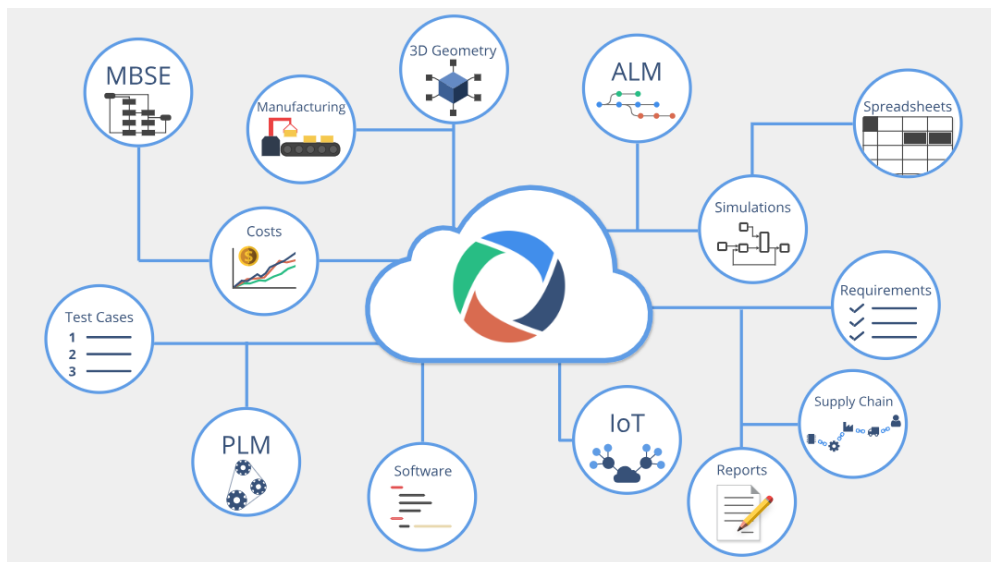 3D Geometry
MBSE
ALM
Manufacturing
Spreadsheets
Simulations
Costs
$
Requirements
Test Cases
1
2
3
Supply Chain
IoT
PLM
Software
Reports